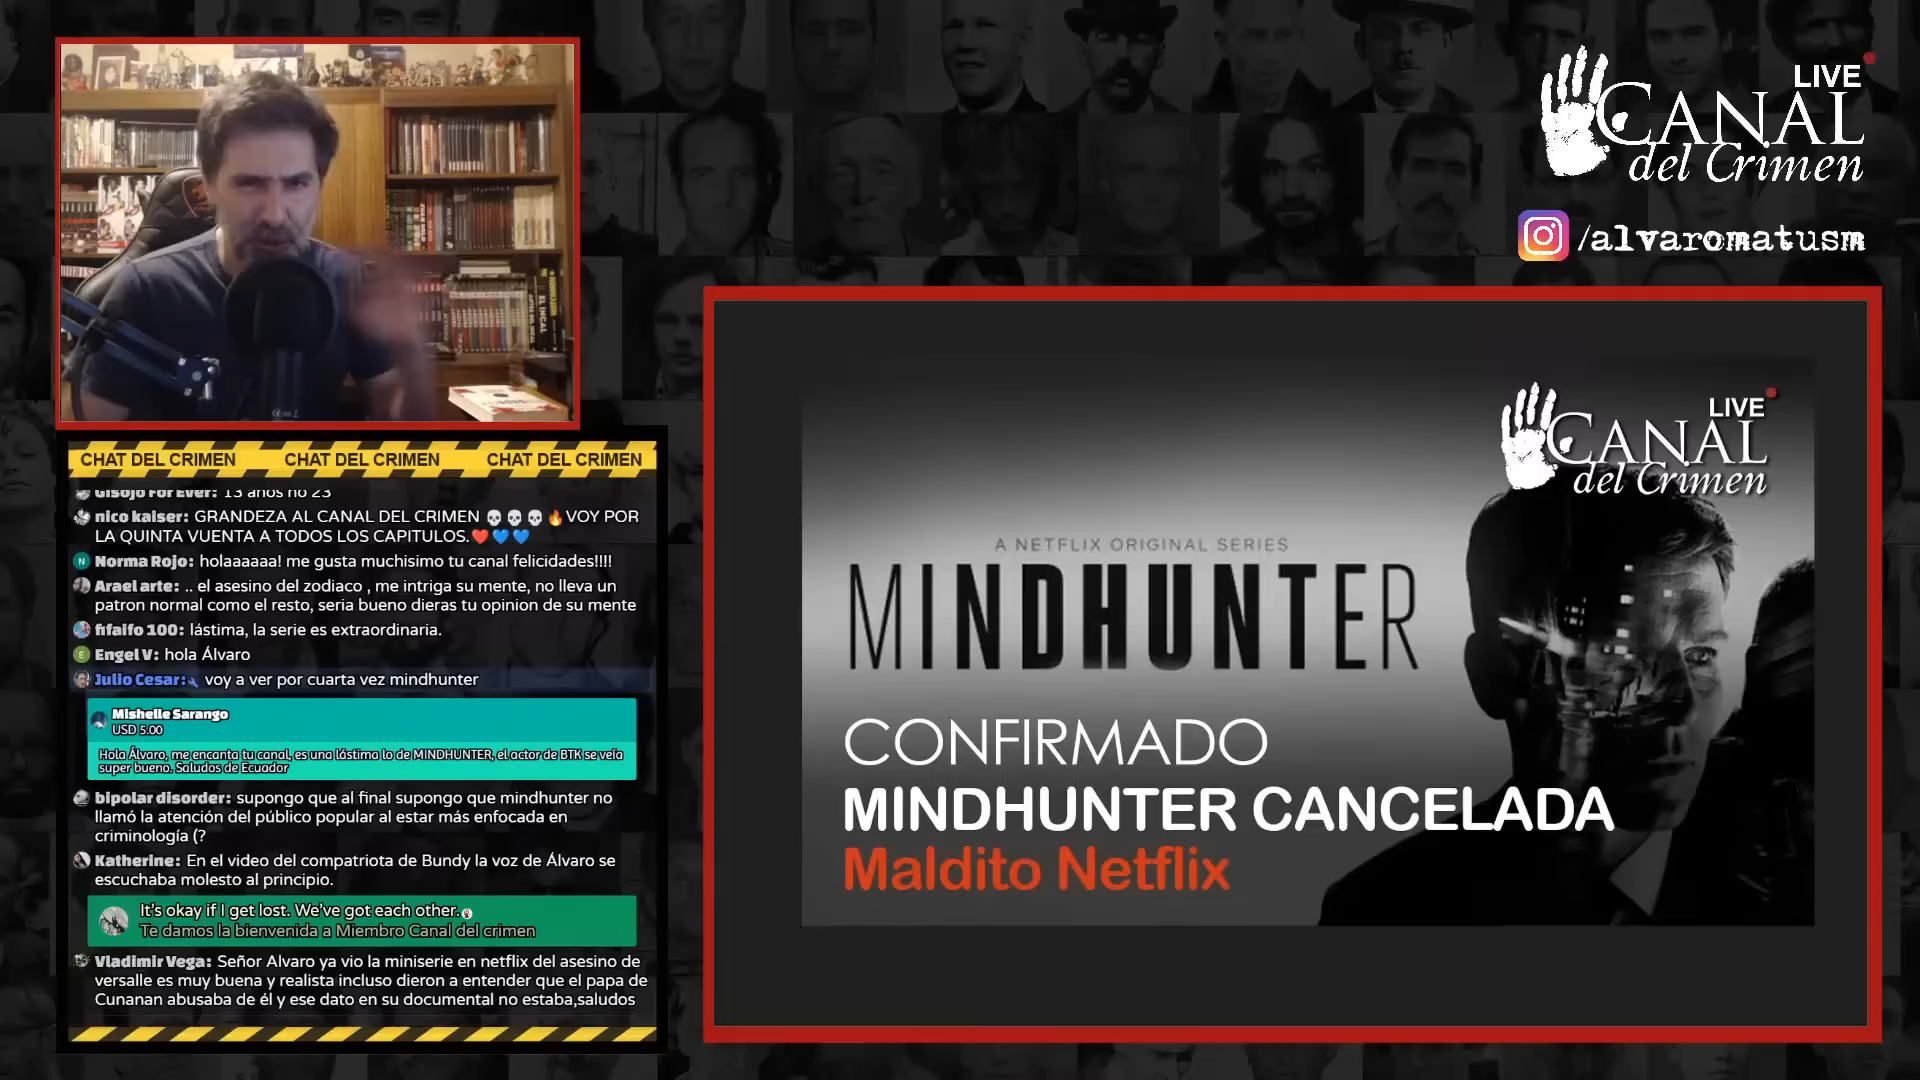 LIVE
CANAL
del Crimen
/alvaromatusm
CHAT DEL CRIMEN CHAT DEL CRIMEN CHAT DEL CRIMEN
Gisojo For Ever: 13 años no 23
nico kaiser: GRANDEZA AL CANAL DEL CRIMEN 💀💀💀🔥VOY POR
LA QUINTA VUENTA A TODOS LOS CAPITULOS.❤️💙💙
N Norma Rojo: holaaaaaa! me gusta muchisimo tu canal felicidades!!!!
Arael arte: .. el asesino del zodiaco , me intriga su mente, no lleva un
patron normal como el resto, seria bueno dieras tu opinion de su mente
fifaifo 100: lástima, la serie es extraordinaria.
E Engel V: hola Álvaro
Julio Cesar:🔧 voy a ver por cuarta vez mindhunter
Mishelle Sarango
USD 5.00
Hola Álvaro, me encanta tu canal, es una lástima lo de MINDHUNTER, el actor de BTK se veía
super bueno. Saludos de Ecuador
bipolar disorder: supongo que al final supongo que mindhunter no
llamó la atención del público popular al estar más enfocada en
criminología (?
Katherine: En el video del compatriota de Bundy la voz de Álvaro se
escuchaba molesto al principio.
It's okay if I get lost. We've got each other.
Te damos la bienvenida a Miembro Canal del crimen
Vladimir Vega: Señor Alvaro ya vio la miniserie en netflix del asesino de
versalle es muy buena y realista incluso dieron a entender que el papa de
Cunanan abusaba de él y ese dato en su documental no estaba,saludos
LIVE
CANAL
del Crimen
A NETFLIX ORIGINAL SERIES
MINDHUNTER
CONFIRMADO
MINDHUNTER CANCELADA
Maldito Netflix
EL INCAL